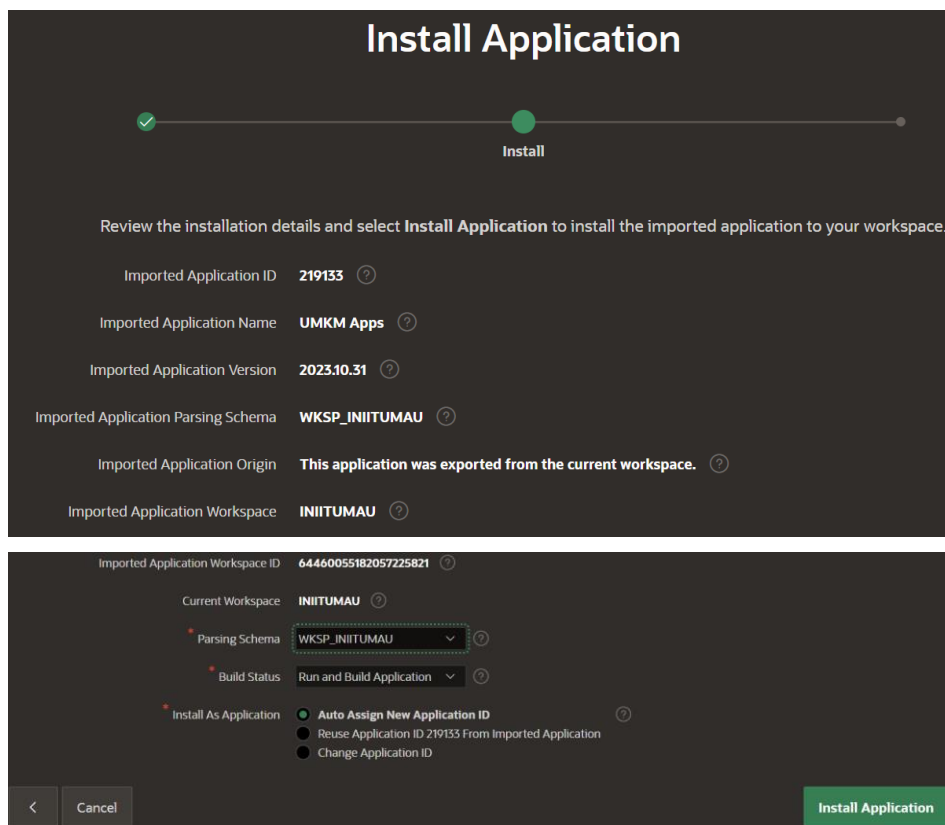 Install Application
Install
Review the installation details and select Install Application to install the imported application to your workspace.
Imported Application ID 219133 ?
Imported Application Name UMKM Apps ?
Imported Application Version 2023.10.31 ?
Imported Application Parsing Schema WKSP_INIITUMAU ?
Imported Application Origin This application was exported from the current workspace. ?
Imported Application Workspace INIITUMAU ?
Imported Application Workspace ID 64460055182057225821 ?
Current Workspace INIITUMAU ?
* Parsing Schema WKSP_INIITUMAU ?
* Build Status Run and Build Application ?
* Install As Application Auto Assign New Application ID ?
Reuse Application ID 219133 From Imported Application
Change Application ID
< Cancel Install Application